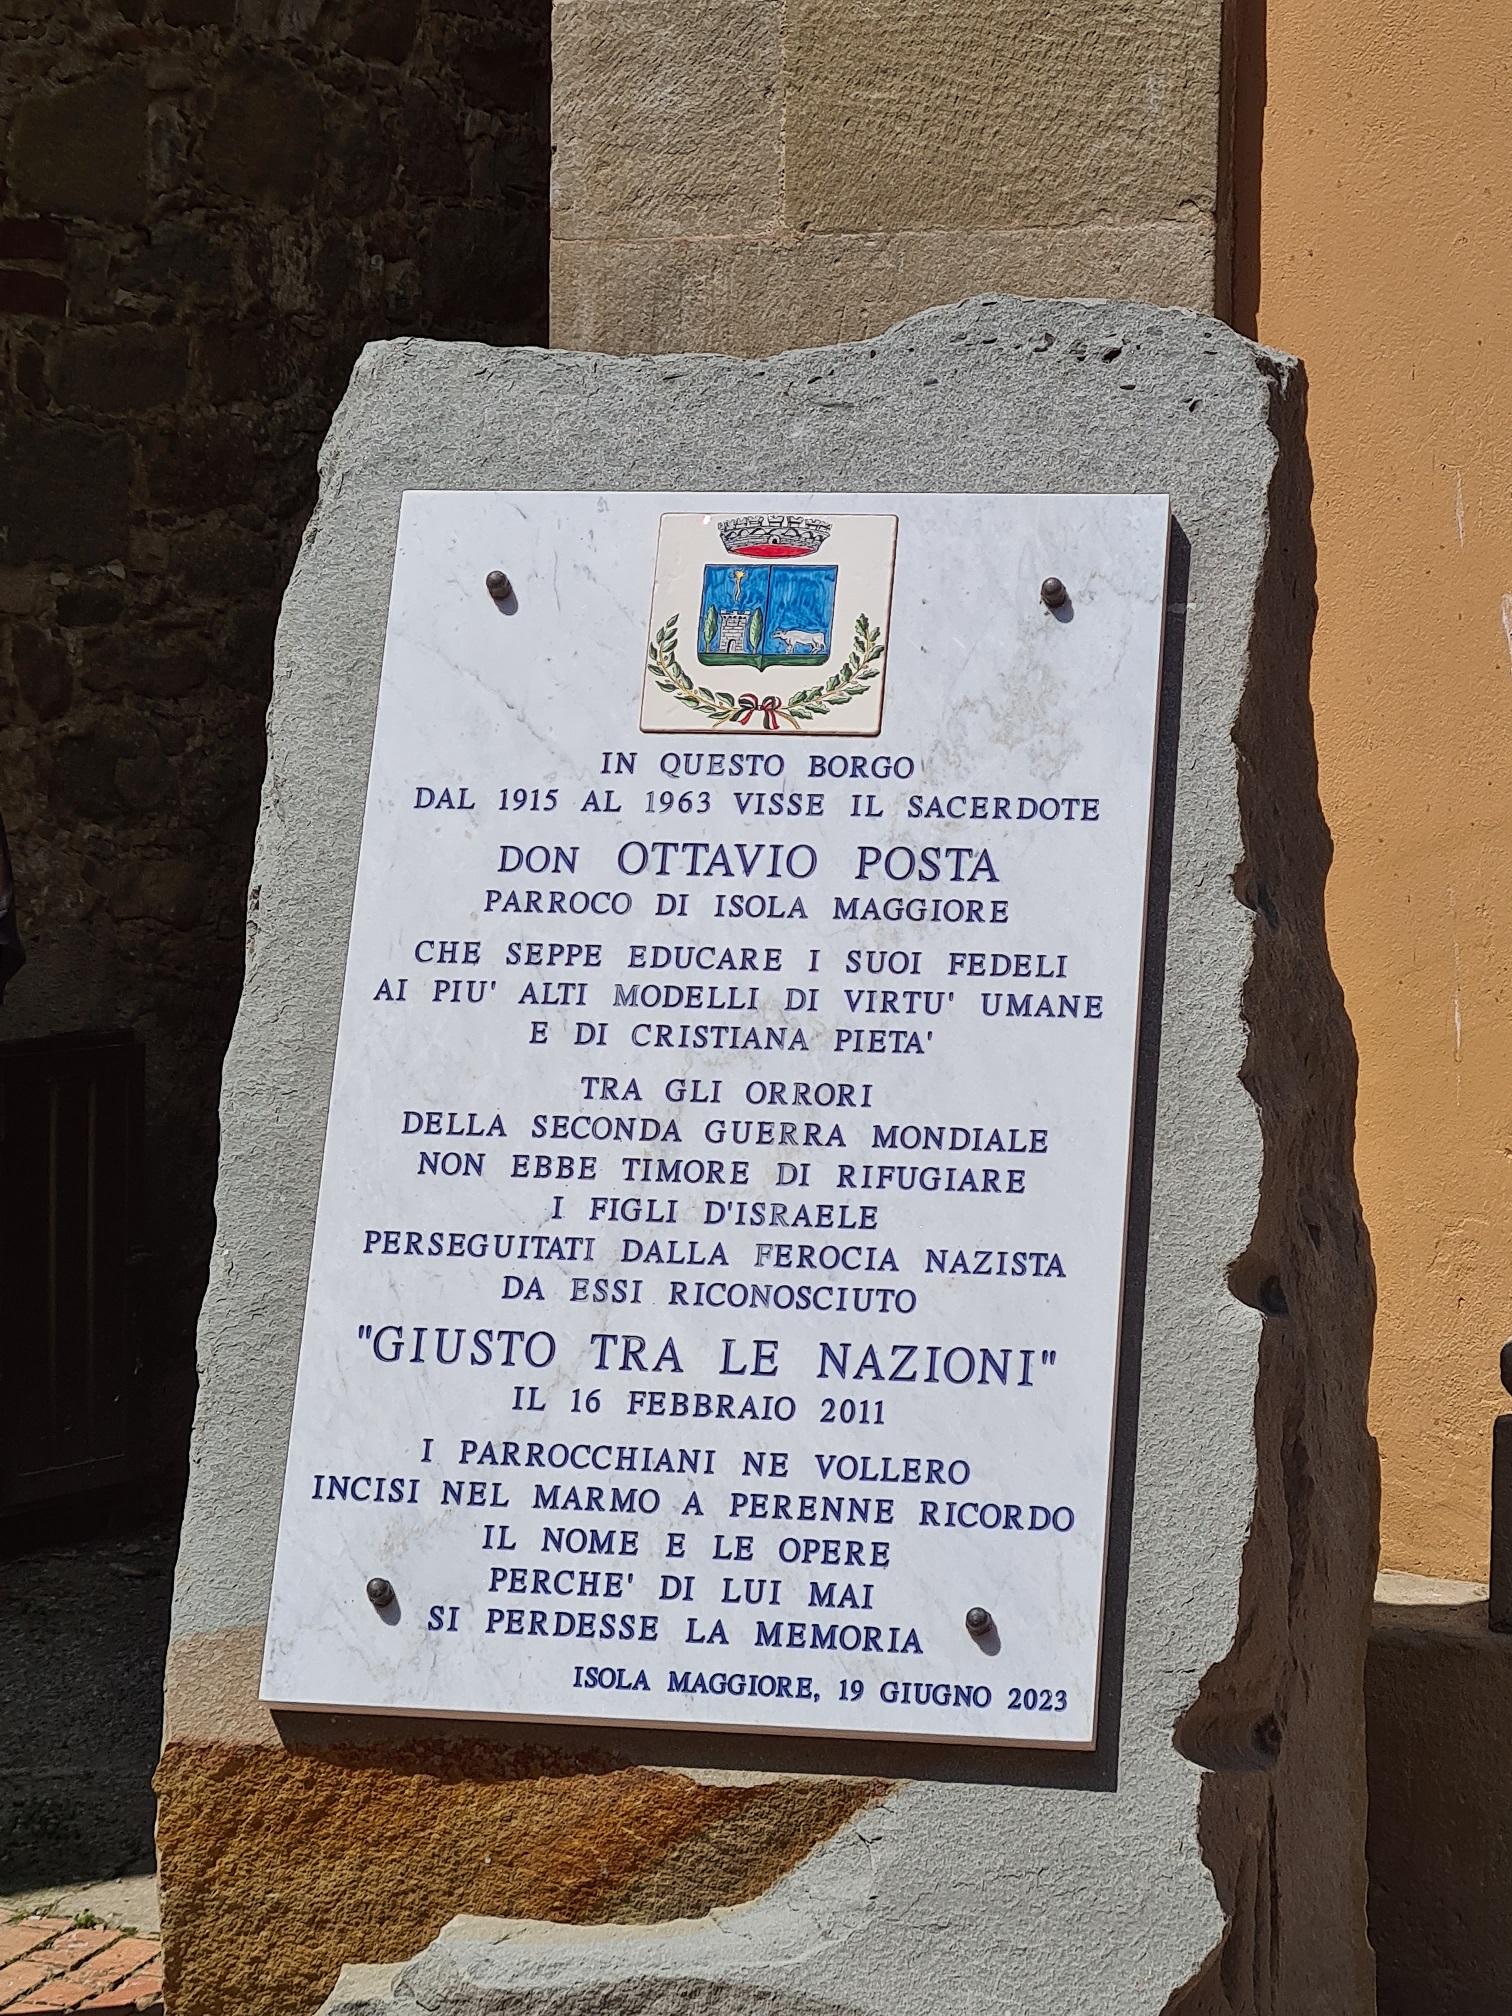 IN QUESTO BORGO
DAL 1915 AL 1963 VISSE IL SACERDOTE
DON OTTAVIO POSTA
PARROCO DI ISOLA MAGGIORE
CHE SEPPE EDUCARE I SUOI FEDELI
AI PIU' ALTI MODELLI DI VIRTU' UMANE
E DI CRISTIANA PIETA'
TRA GLI ORRORI
DELLA SECONDA GUERRA MONDIALE
NON EBBE TIMORE DI RIFUGIARE
I FIGLI D'ISRAELE
PERSEGUITATI DALLA FEROCIA NAZISTA
DA ESSI RICONOSCIUTO
"GIUSTO TRA LE NAZIONI"
IL 16 FEBBRAIO 2011
I PARROCCHIANI NE VOLLERO
INCISI NEL MARMO A PERENNE RICORDO
IL NOME E LE OPERE
PERCHE' DI LUI MAI
SI PERDESSE LA MEMORIA
ISOLA MAGGIORE, 19 GIUGNO 2023